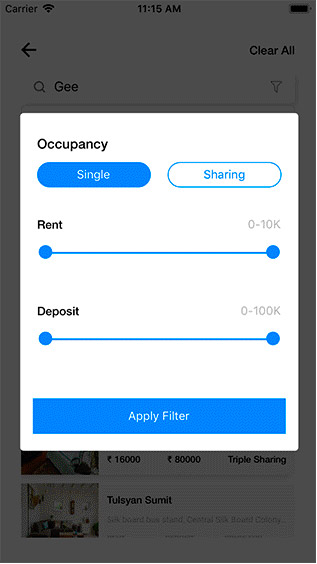 Carrier 11:15 AM
Clear All
Gee
Occupancy
Single Sharing
Rent 0-10K
Deposit 0-100K
Apply Filter
₹ 16000 ₹ 80000 Triple Sharing
Tulsyan Sumit
Silk board bus stand, Central Silk Board Colony,..